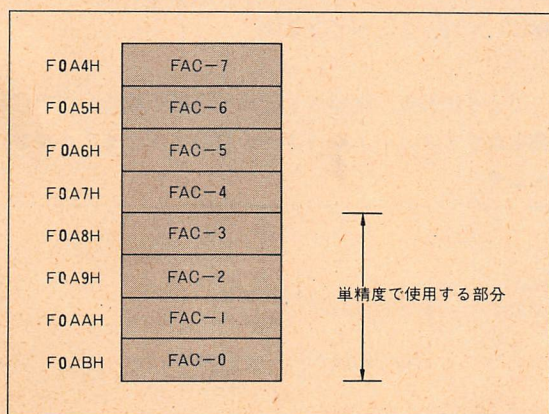 F0A4H FAC-7
F0A5H FAC-6
F0A6H FAC-5
F0A7H FAC-4
F0A8H FAC-3
F0A9H FAC-2
F0AAH FAC-1
F0ABH FAC-0
単精度で使用する部分